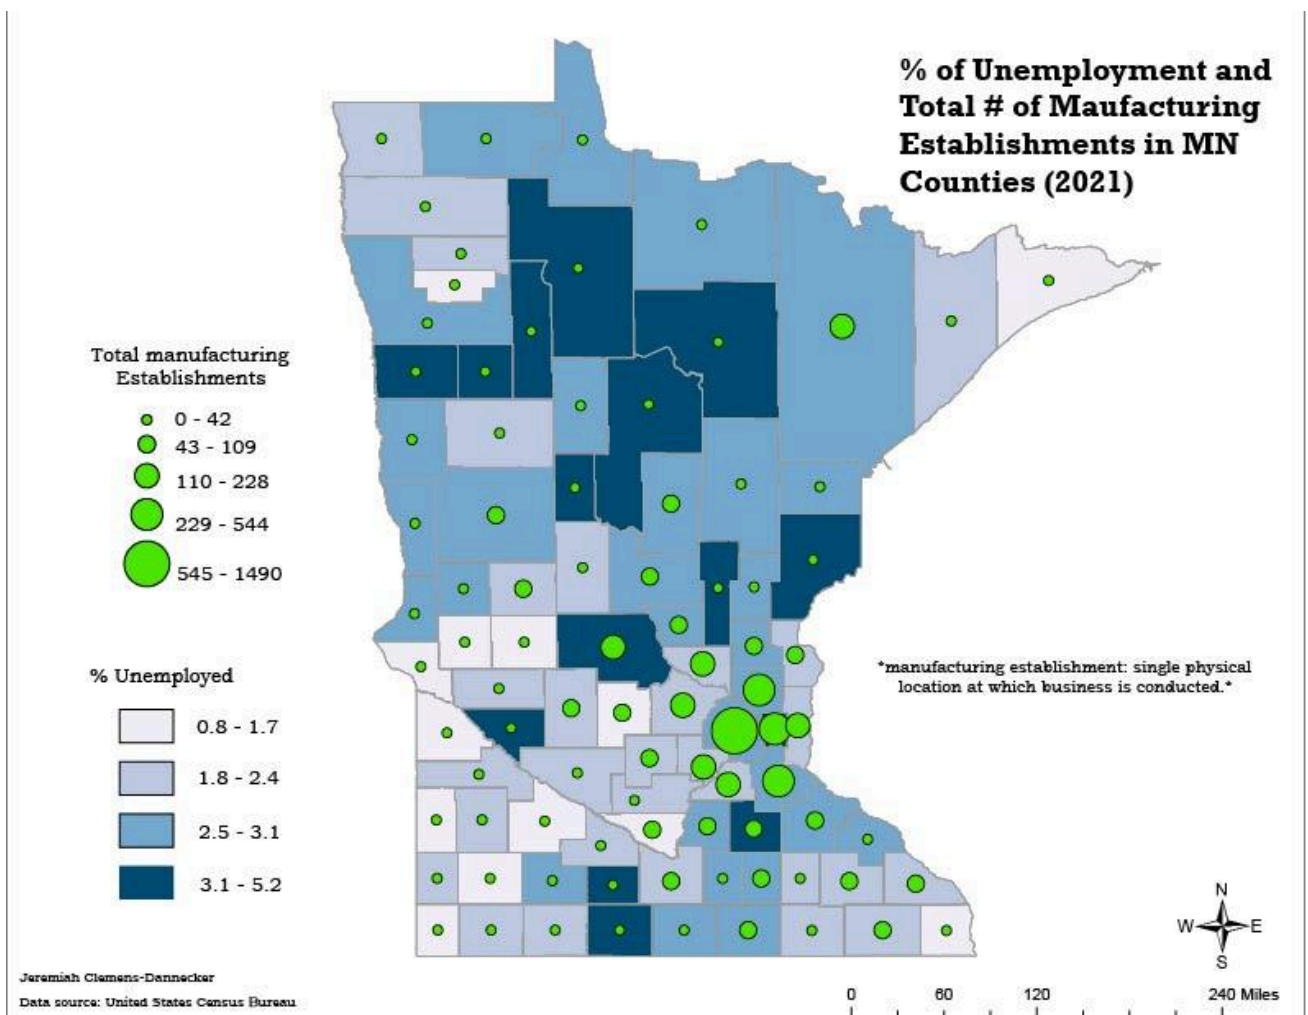 % of Unemployment and
Total # of Maufacturing
Establishments in MN
Counties (2021)
Total manufacturing
Establishments
0 - 42
43 - 109
110 - 228
229 - 544
545 - 1490
% Unemployed
0.8 - 1.7
1.8 - 2.4
2.5 - 3.1
3.1 - 5.2
*manufacturing establishment: single physical
location at which business is conducted.*
N
W E
S
Jeremiah Clemens-Dannecker
Data source: United States Census Bureau
0 60 120 240 Miles